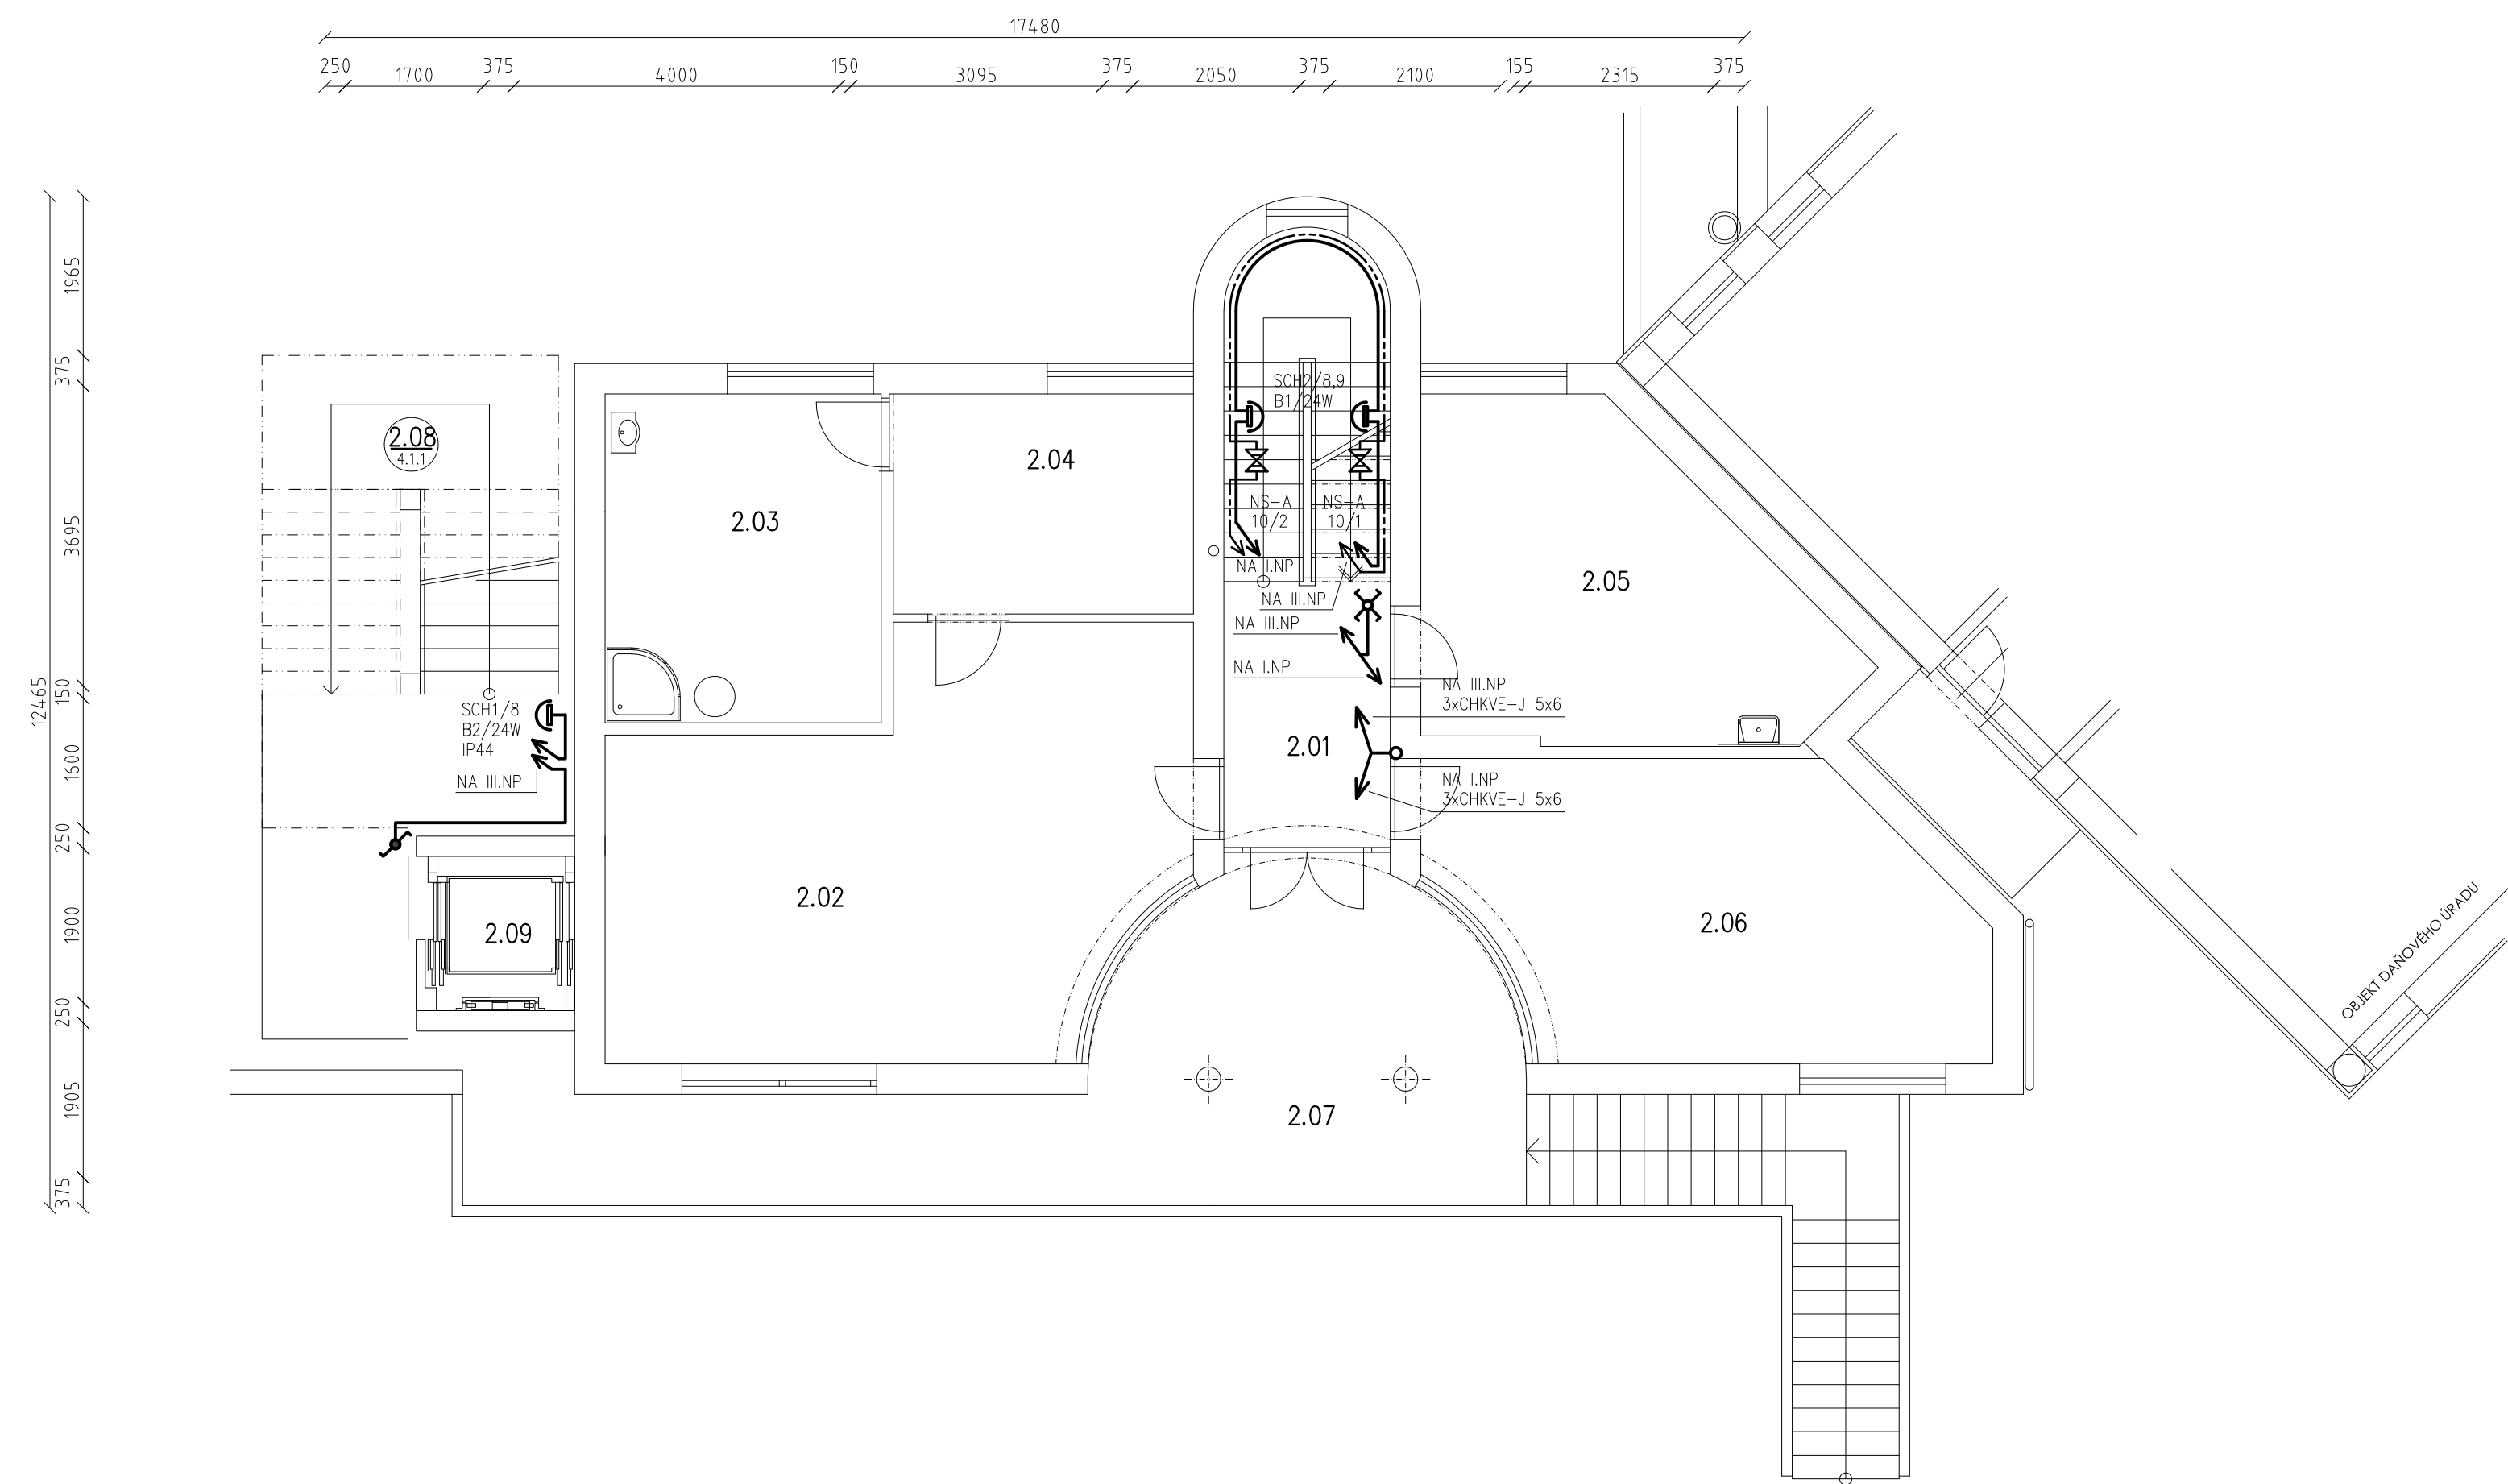 17480
250
1700
375
4000
150
3095
375
2050
375
2100
155
2315
375
12465
1965
375
3695
150
1600
250
1900
250
1905
375
2.08
4.1.1
2.03
2.04
SCH2/8,9
B1/24W
NS-A
10/2
NS-A
10/1
NA I.NP
NA III.NP
NA III.NP
NA I.NP
2.05
SCH1/8
B2/24W
IP44
NA III.NP
2.01
NA III.NP
3xCHKVE-J 5x6
NA I.NP
3xCHKVE-J 5x6
2.02
2.09
2.06
2.07
OBJEKT DAŇOVÉHO ÚRADU